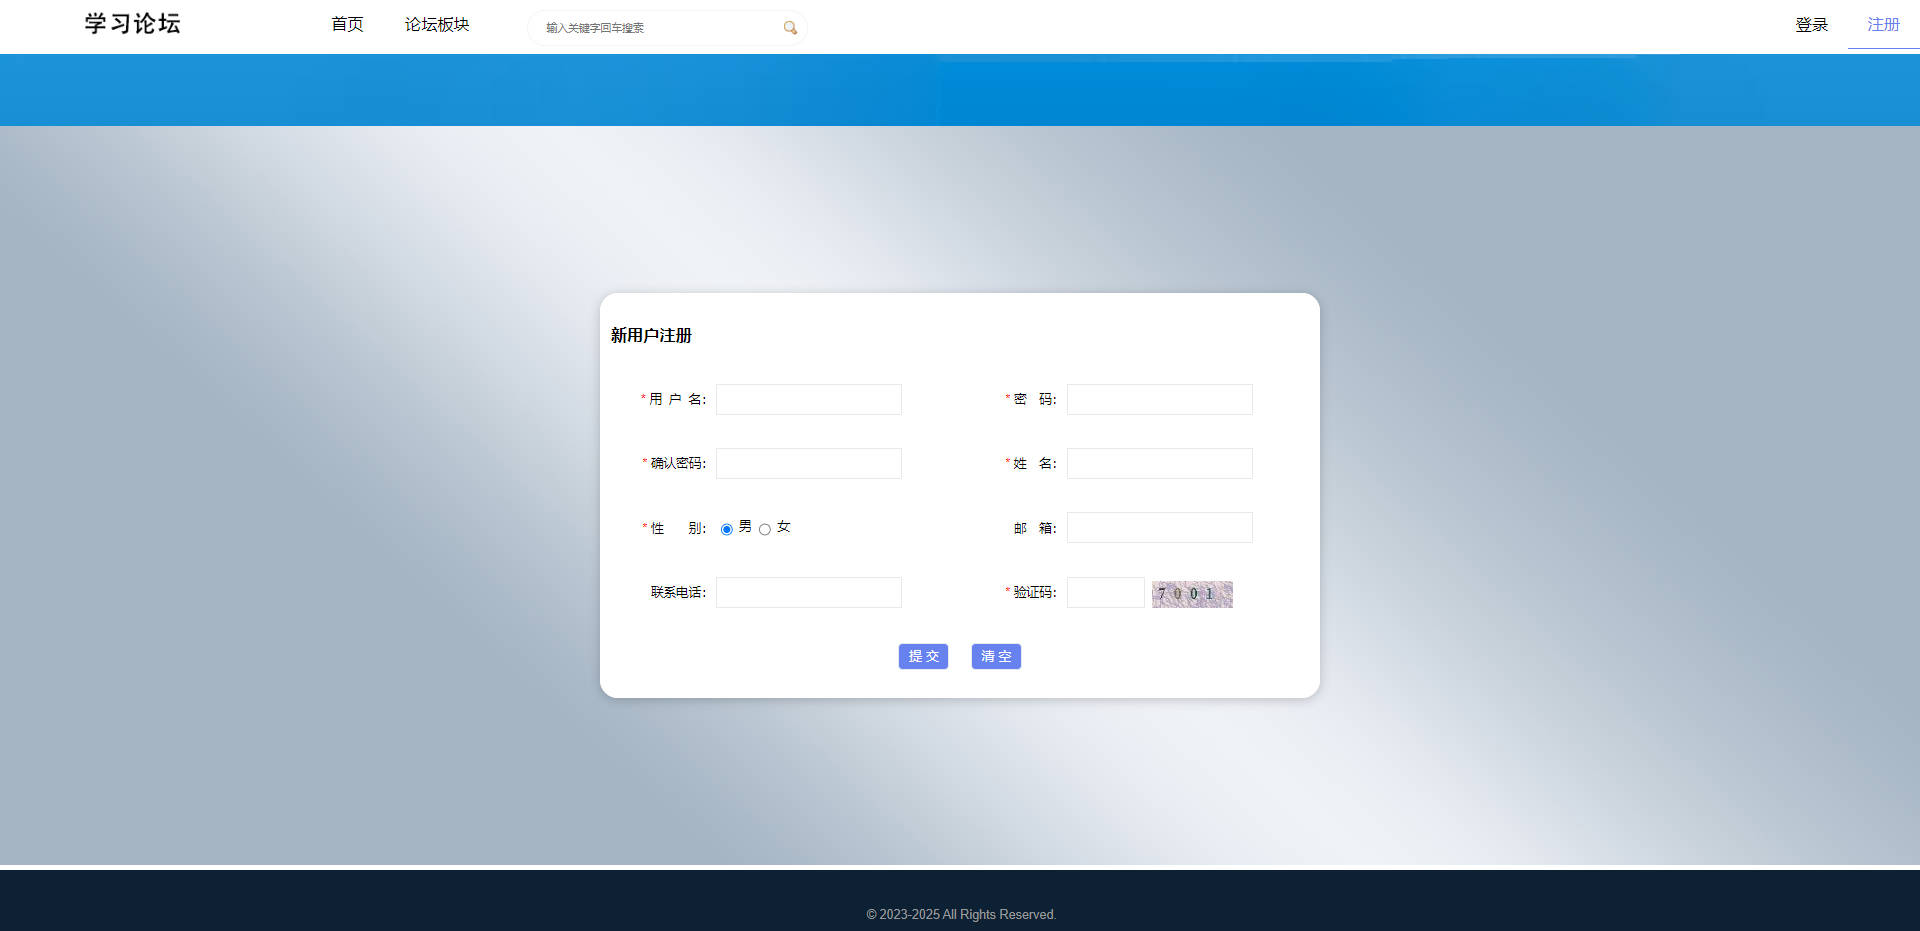 学习论坛 首页 论坛板块 输入关键字回车搜索 登录 注册
新用户注册
* 用 户 名: * 密 码:
* 确认密码: * 姓 名:
* 性 别: 男 女 邮 箱:
联系电话: * 验证码: 7 0 0 1
提 交 清 空
© 2023-2025 All Rights Reserved.